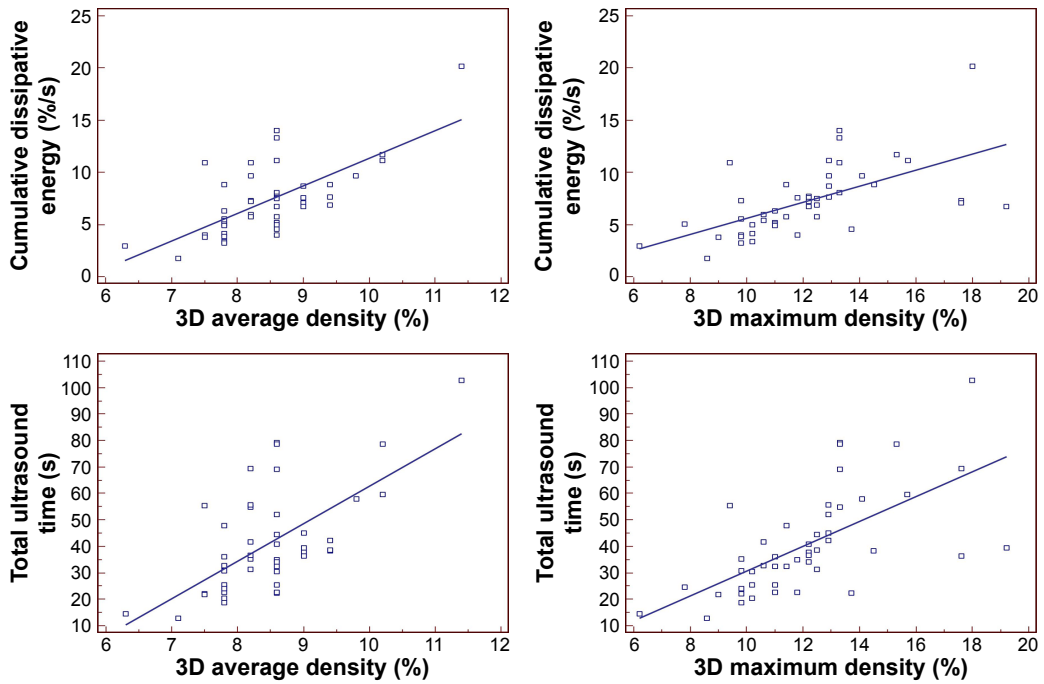 Cumulative dissipative
energy (%/s)
25
20
15
10
5
0
6 7 8 9 10 11 12
3D average density (%)
Cumulative dissipative
energy (%/s)
25
20
15
10
5
0
6 8 10 12 14 16 18 20
3D maximum density (%)
Total ultrasound
time (s)
110
100
90
80
70
60
50
40
30
20
10
6 7 8 9 10 11 12
3D average density (%)
Total ultrasound
time (s)
110
100
90
80
70
60
50
40
30
20
10
6 8 10 12 14 16 18 20
3D maximum density (%)